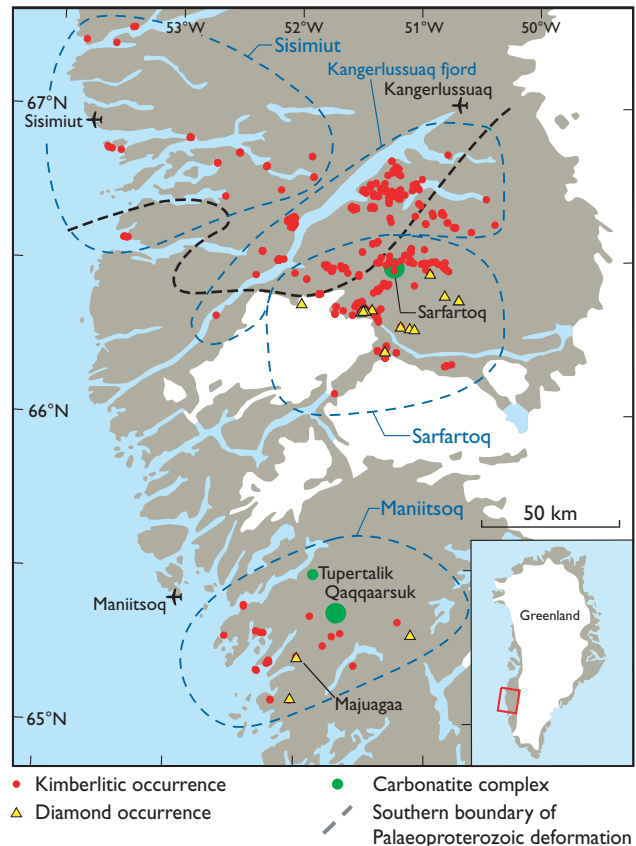 53°W
52°W
51°W
50°W
Sisimiut
Kangerlussuaq fjord
Kangerlussuaq
67°N
Sisimiut
Sarfartoq
66°N
Sarfartoq
Maniitsoq
50 km
Tupertalik
Qaqqaarsuk
Maniitsoq
Greenland
Majuagaa
65°N
Kimberlitic occurrence
Diamond occurrence
Carbonatite complex
Southern boundary of
Palaeoproterozoic deformation